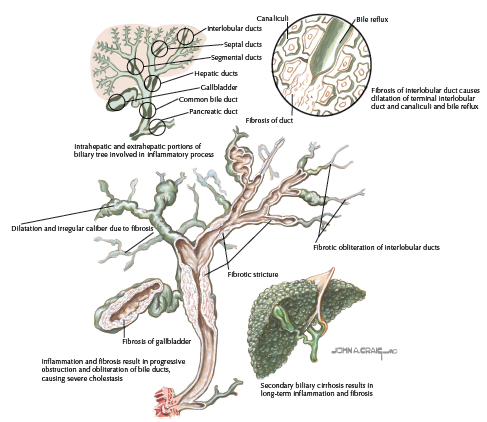 Canaliculi
Bile reflux
Interlobular ducts
Septal ducts
Segmental ducts
Hepatic ducts
Gallbladder
Common bile duct
Pancreatic duct
Fibrosis of duct
Fibrosis of interlobular duct causes
dilatation of terminal interlobular
duct and canaliculi and bile reflux
Intrahepatic and extrahepatic portions of
biliary tree involved in inflammatory process
Dilatation and irregular caliber due to fibrosis
Fibrotic obliteration of interlobular ducts
Fibrotic stricture
Fibrosis of gallbladder
JOHN A. CRAIG AD
Inflammation and fibrosis result in progressive
obstruction and obliteration of bile ducts,
causing severe cholestasis
Secondary biliary cirrhosis results in
long-term inflammation and fibrosis